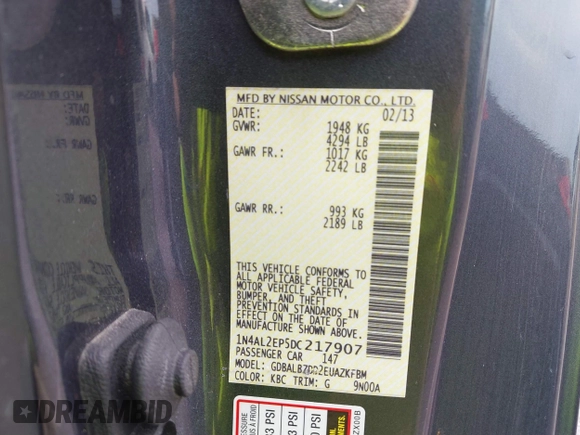 MFD BY NISSAN MOTOR CO., LTD.
DATE: 02/13
GVWR: 1948 KG
4294 LB
GAWR FR.: 1017 KG
2242 LB
GAWR RR.: 993 KG
2189 LB
THIS VEHICLE CONFORMS TO
ALL APPLICABLE FEDERAL
MOTOR VEHICLE SAFETY,
BUMPER, AND THEFT
PREVENTION STANDARDS IN
EFFECT ON THE DATE OF
MANUFACTURE SHOWN ABOVE.
1N4AL2EP5DC217907
PASSENGER CAR 147
MODEL:
COLOR: KBC TRIM: G 9N00A
PSI
PSI
PSI
DREAMBID